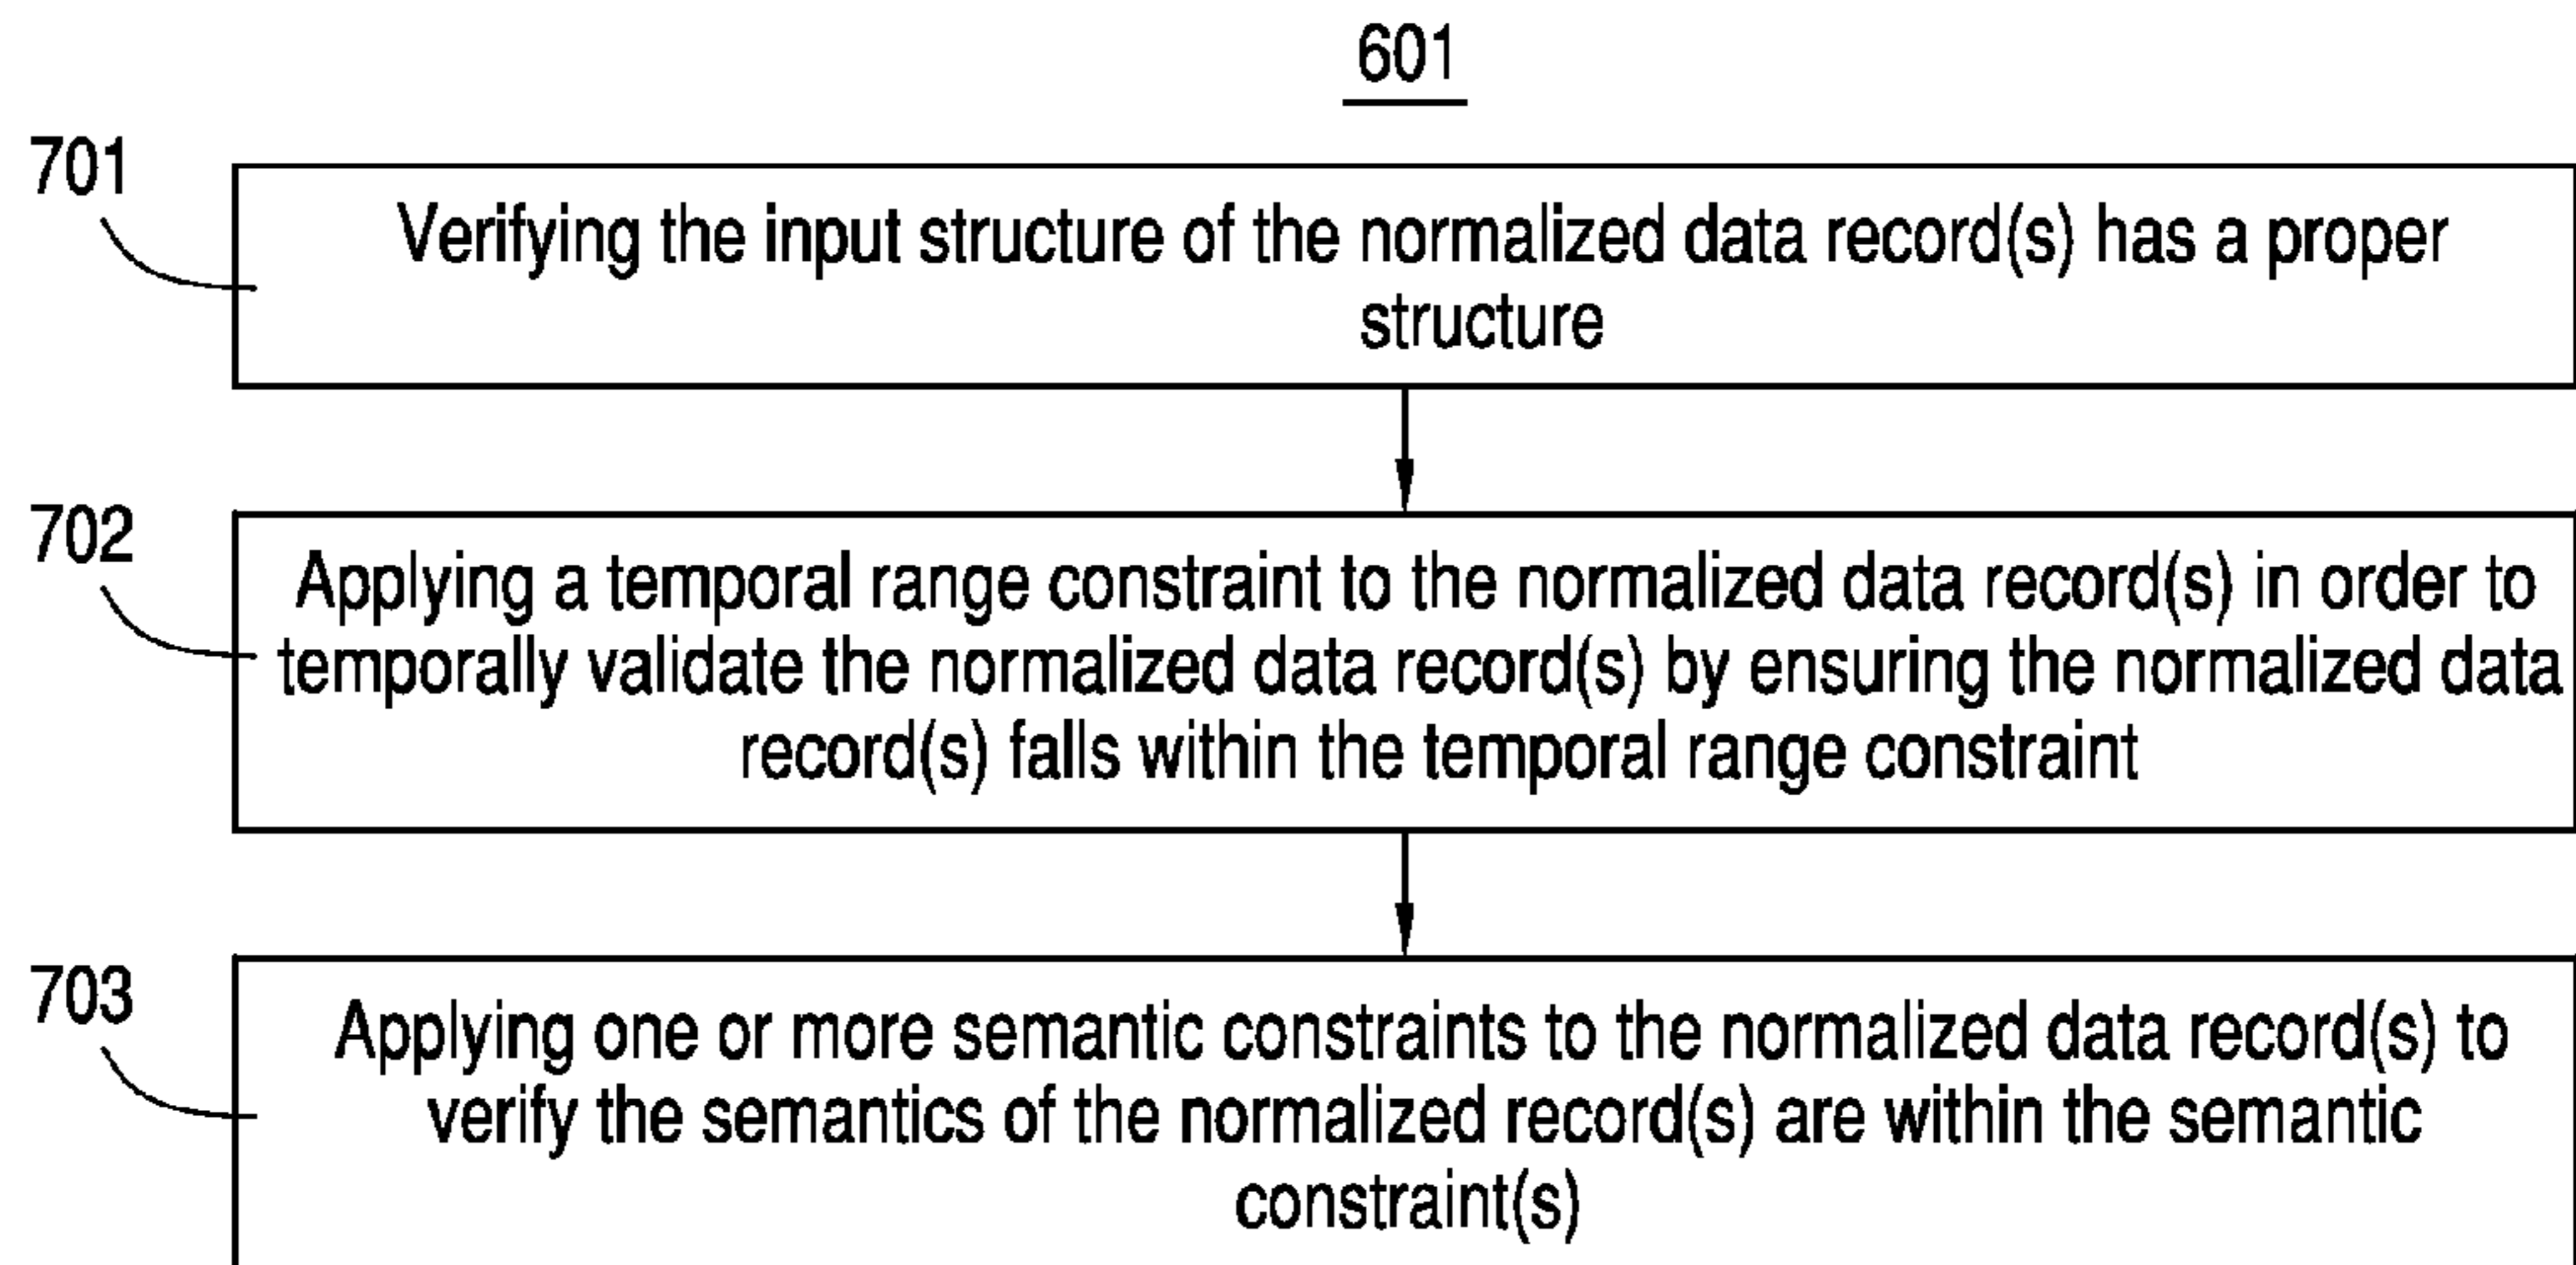 601
701
Verifying the input structure of the normalized data record(s) has a proper
structure
702
Applying a temporal range constraint to the normalized data record(s) in order to
temporally validate the normalized data record(s) by ensuring the normalized data
record(s) falls within the temporal range constraint
703
Applying one or more semantic constraints to the normalized data record(s) to
verify the semantics of the normalized record(s) are within the semantic
constraint(s)